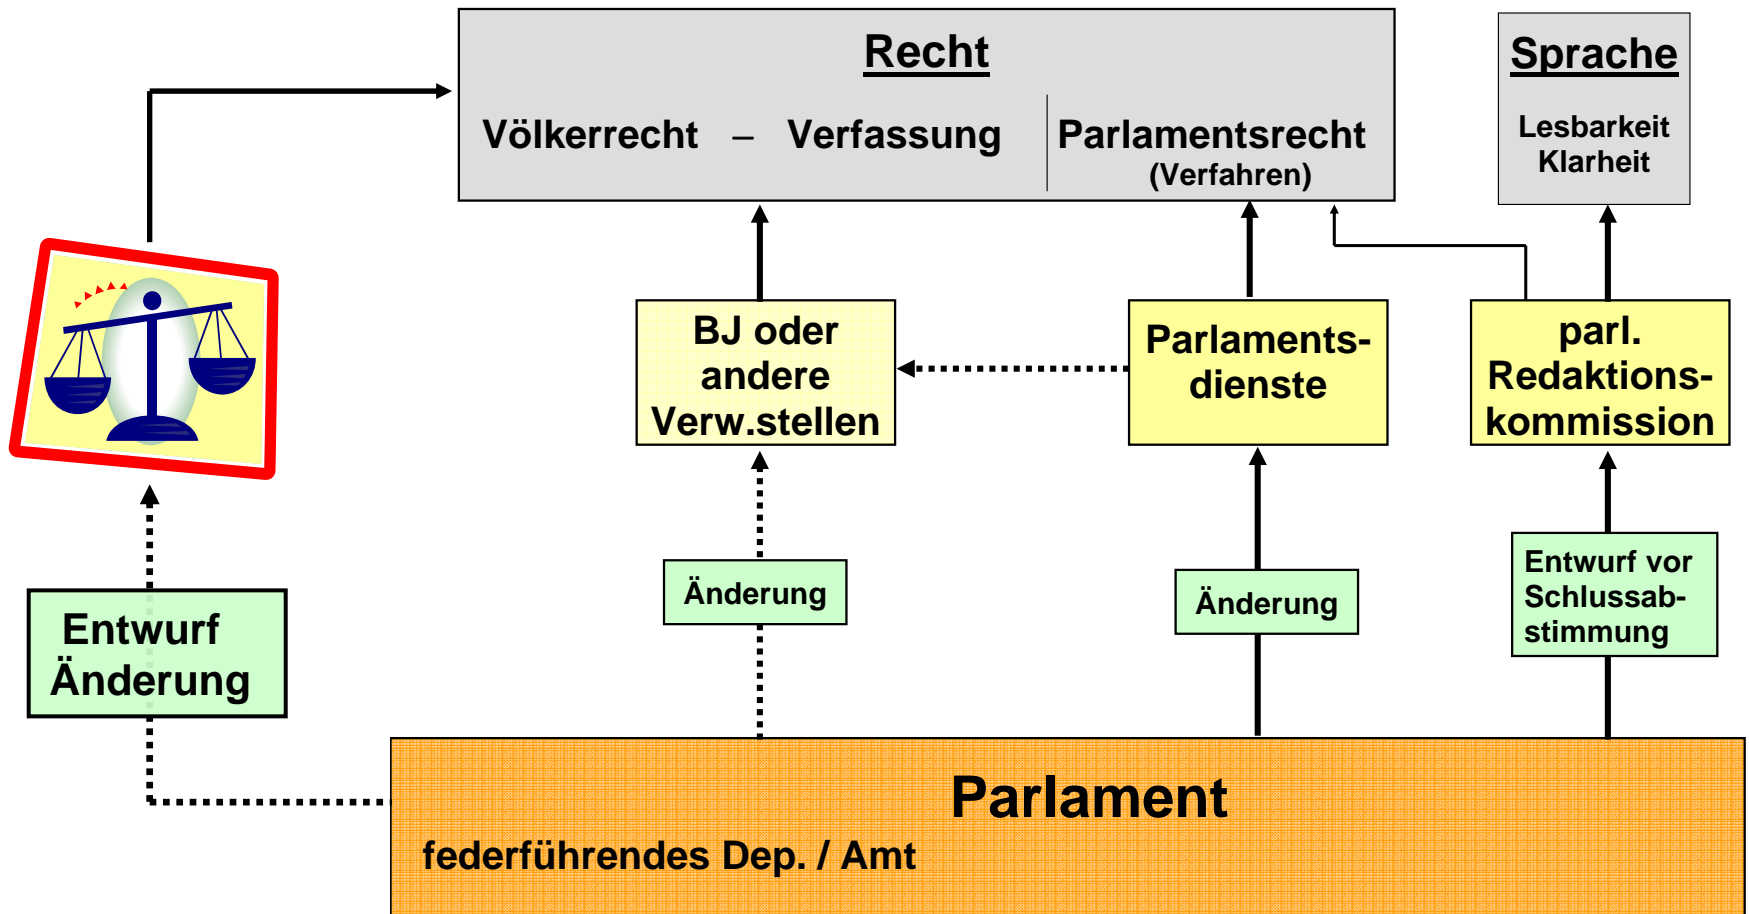 Recht
Völkerrecht – Verfassung
Parlamentsrecht
(Verfahren)
Sprache
Lesbarkeit
Klarheit
BJ oder
andere
Verw.stellen
Parlaments-
dienste
parl.
Redaktions-
kommission
Entwurf
Änderung
Änderung
Änderung
Entwurf vor
Schlussab-
stimmung
Parlament
federführendes Dep. / Amt